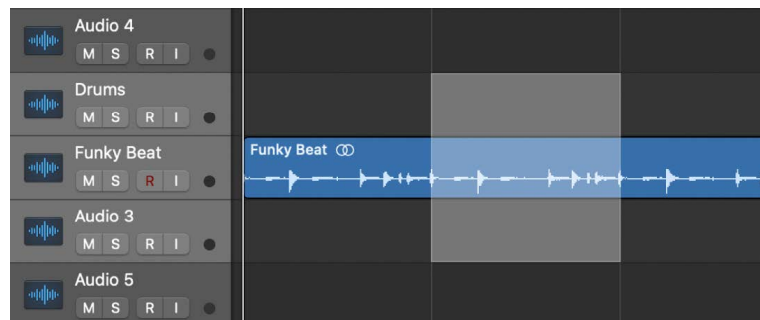 Audio 4
M S R I
Drums
M S R I
Funky Beat
M S R I
Funky Beat
Audio 3
M S R I
Audio 5
M S R I